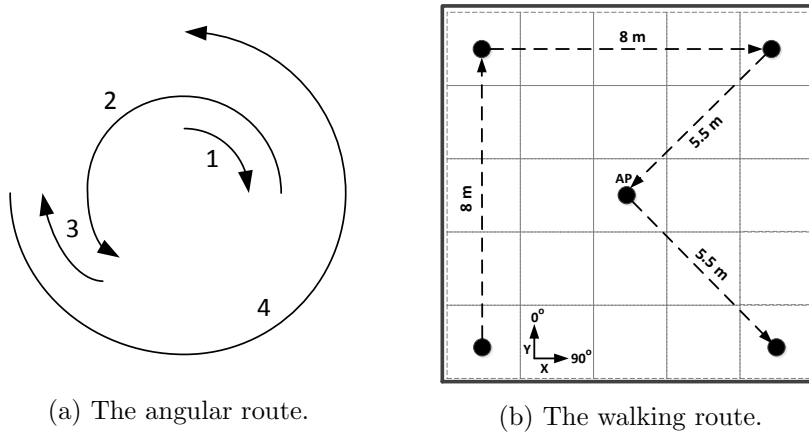 2
1
3
4
(a) The angular route.
8 m
5.5 m
AP
8 m
5.5 m
0°
Y
X
90°
(b) The walking route.